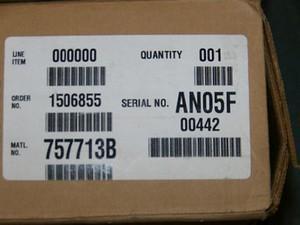 LINE ITEM 000000 QUANTITY 001
ORDER NO. 1506855 SERIAL NO. AN05F
00442
MATL. NO. 757713B